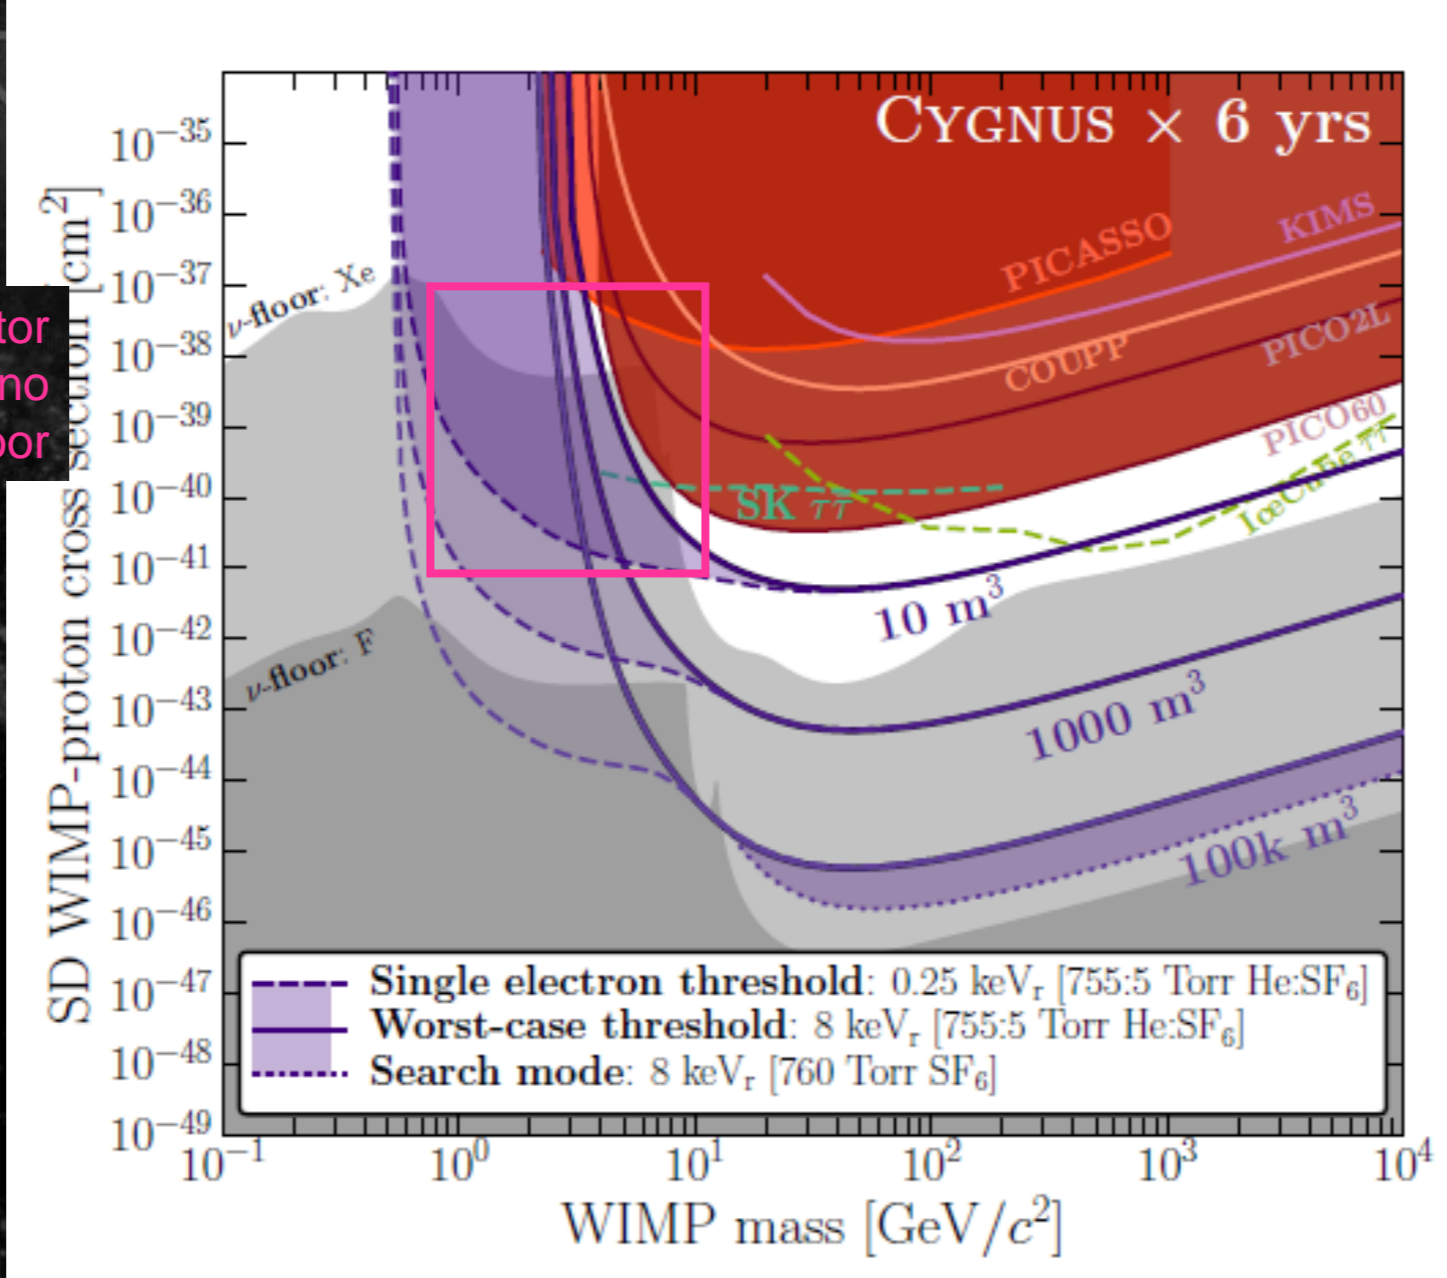 CYGNUS × 6 yrs
10⁻³⁵
10⁻³⁶
10⁻³⁷
10⁻³⁸
10⁻³⁹
10⁻⁴⁰
10⁻⁴¹
10⁻⁴²
10⁻⁴³
10⁻⁴⁴
10⁻⁴⁵
10⁻⁴⁶
10⁻⁴⁷
10⁻⁴⁸
10⁻⁴⁹
SD WIMP-proton cross section [cm²]
tor
no
oor
ν-floor: Xe
ν-floor: F
KIMS
PICASSO
COUPP
PICO2L
PICO60
IceCube ττ
SK ττ
10 m³
1000 m³
100k m³
Single electron threshold: 0.25 keVᵣ [755:5 Torr He:SF₆]
Worst-case threshold: 8 keVᵣ [755:5 Torr He:SF₆]
Search mode: 8 keVᵣ [760 Torr SF₆]
10⁻¹ 10⁰ 10¹ 10² 10³ 10⁴
WIMP mass [GeV/c²]